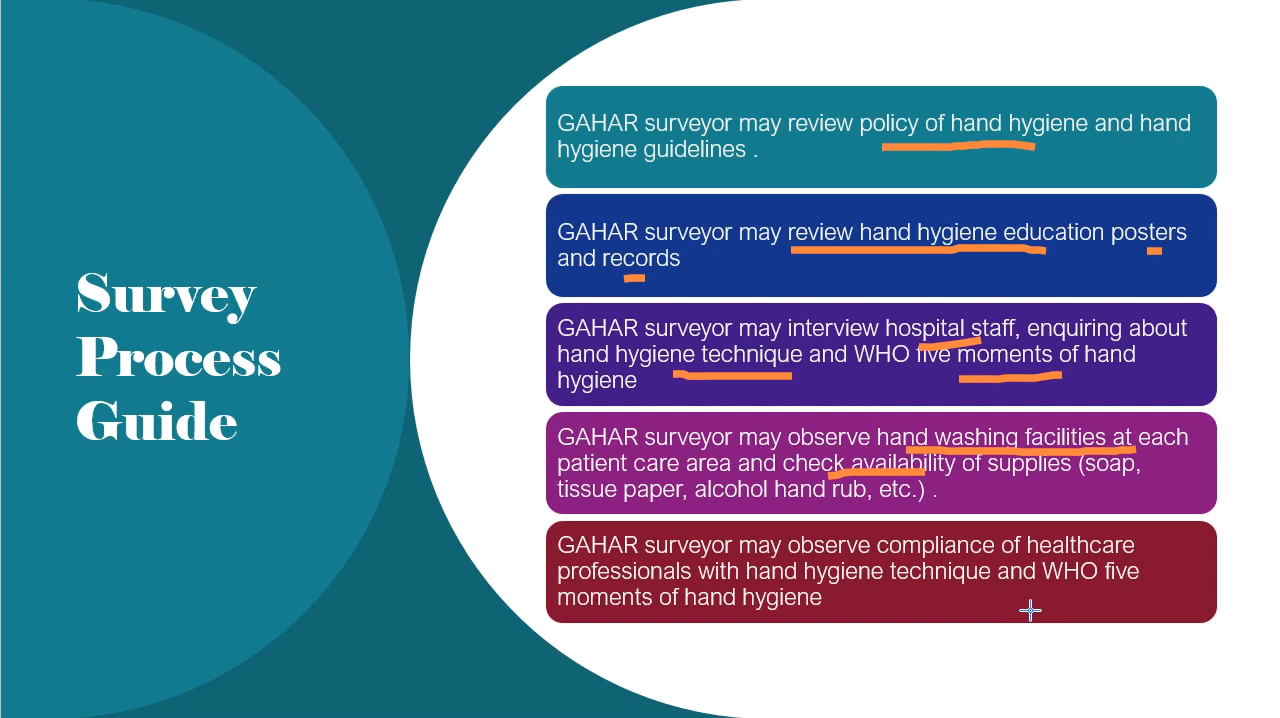 Survey
Process
Guide
GAHAR surveyor may review policy of hand hygiene and hand
hygiene guidelines .
GAHAR surveyor may review hand hygiene education posters
and records
GAHAR surveyor may interview hospital staff, enquiring about
hand hygiene technique and WHO five moments of hand
hygiene
GAHAR surveyor may observe hand washing facilities at each
patient care area and check availability of supplies (soap,
tissue paper, alcohol hand rub, etc.) .
GAHAR surveyor may observe compliance of healthcare
professionals with hand hygiene technique and WHO five
moments of hand hygiene